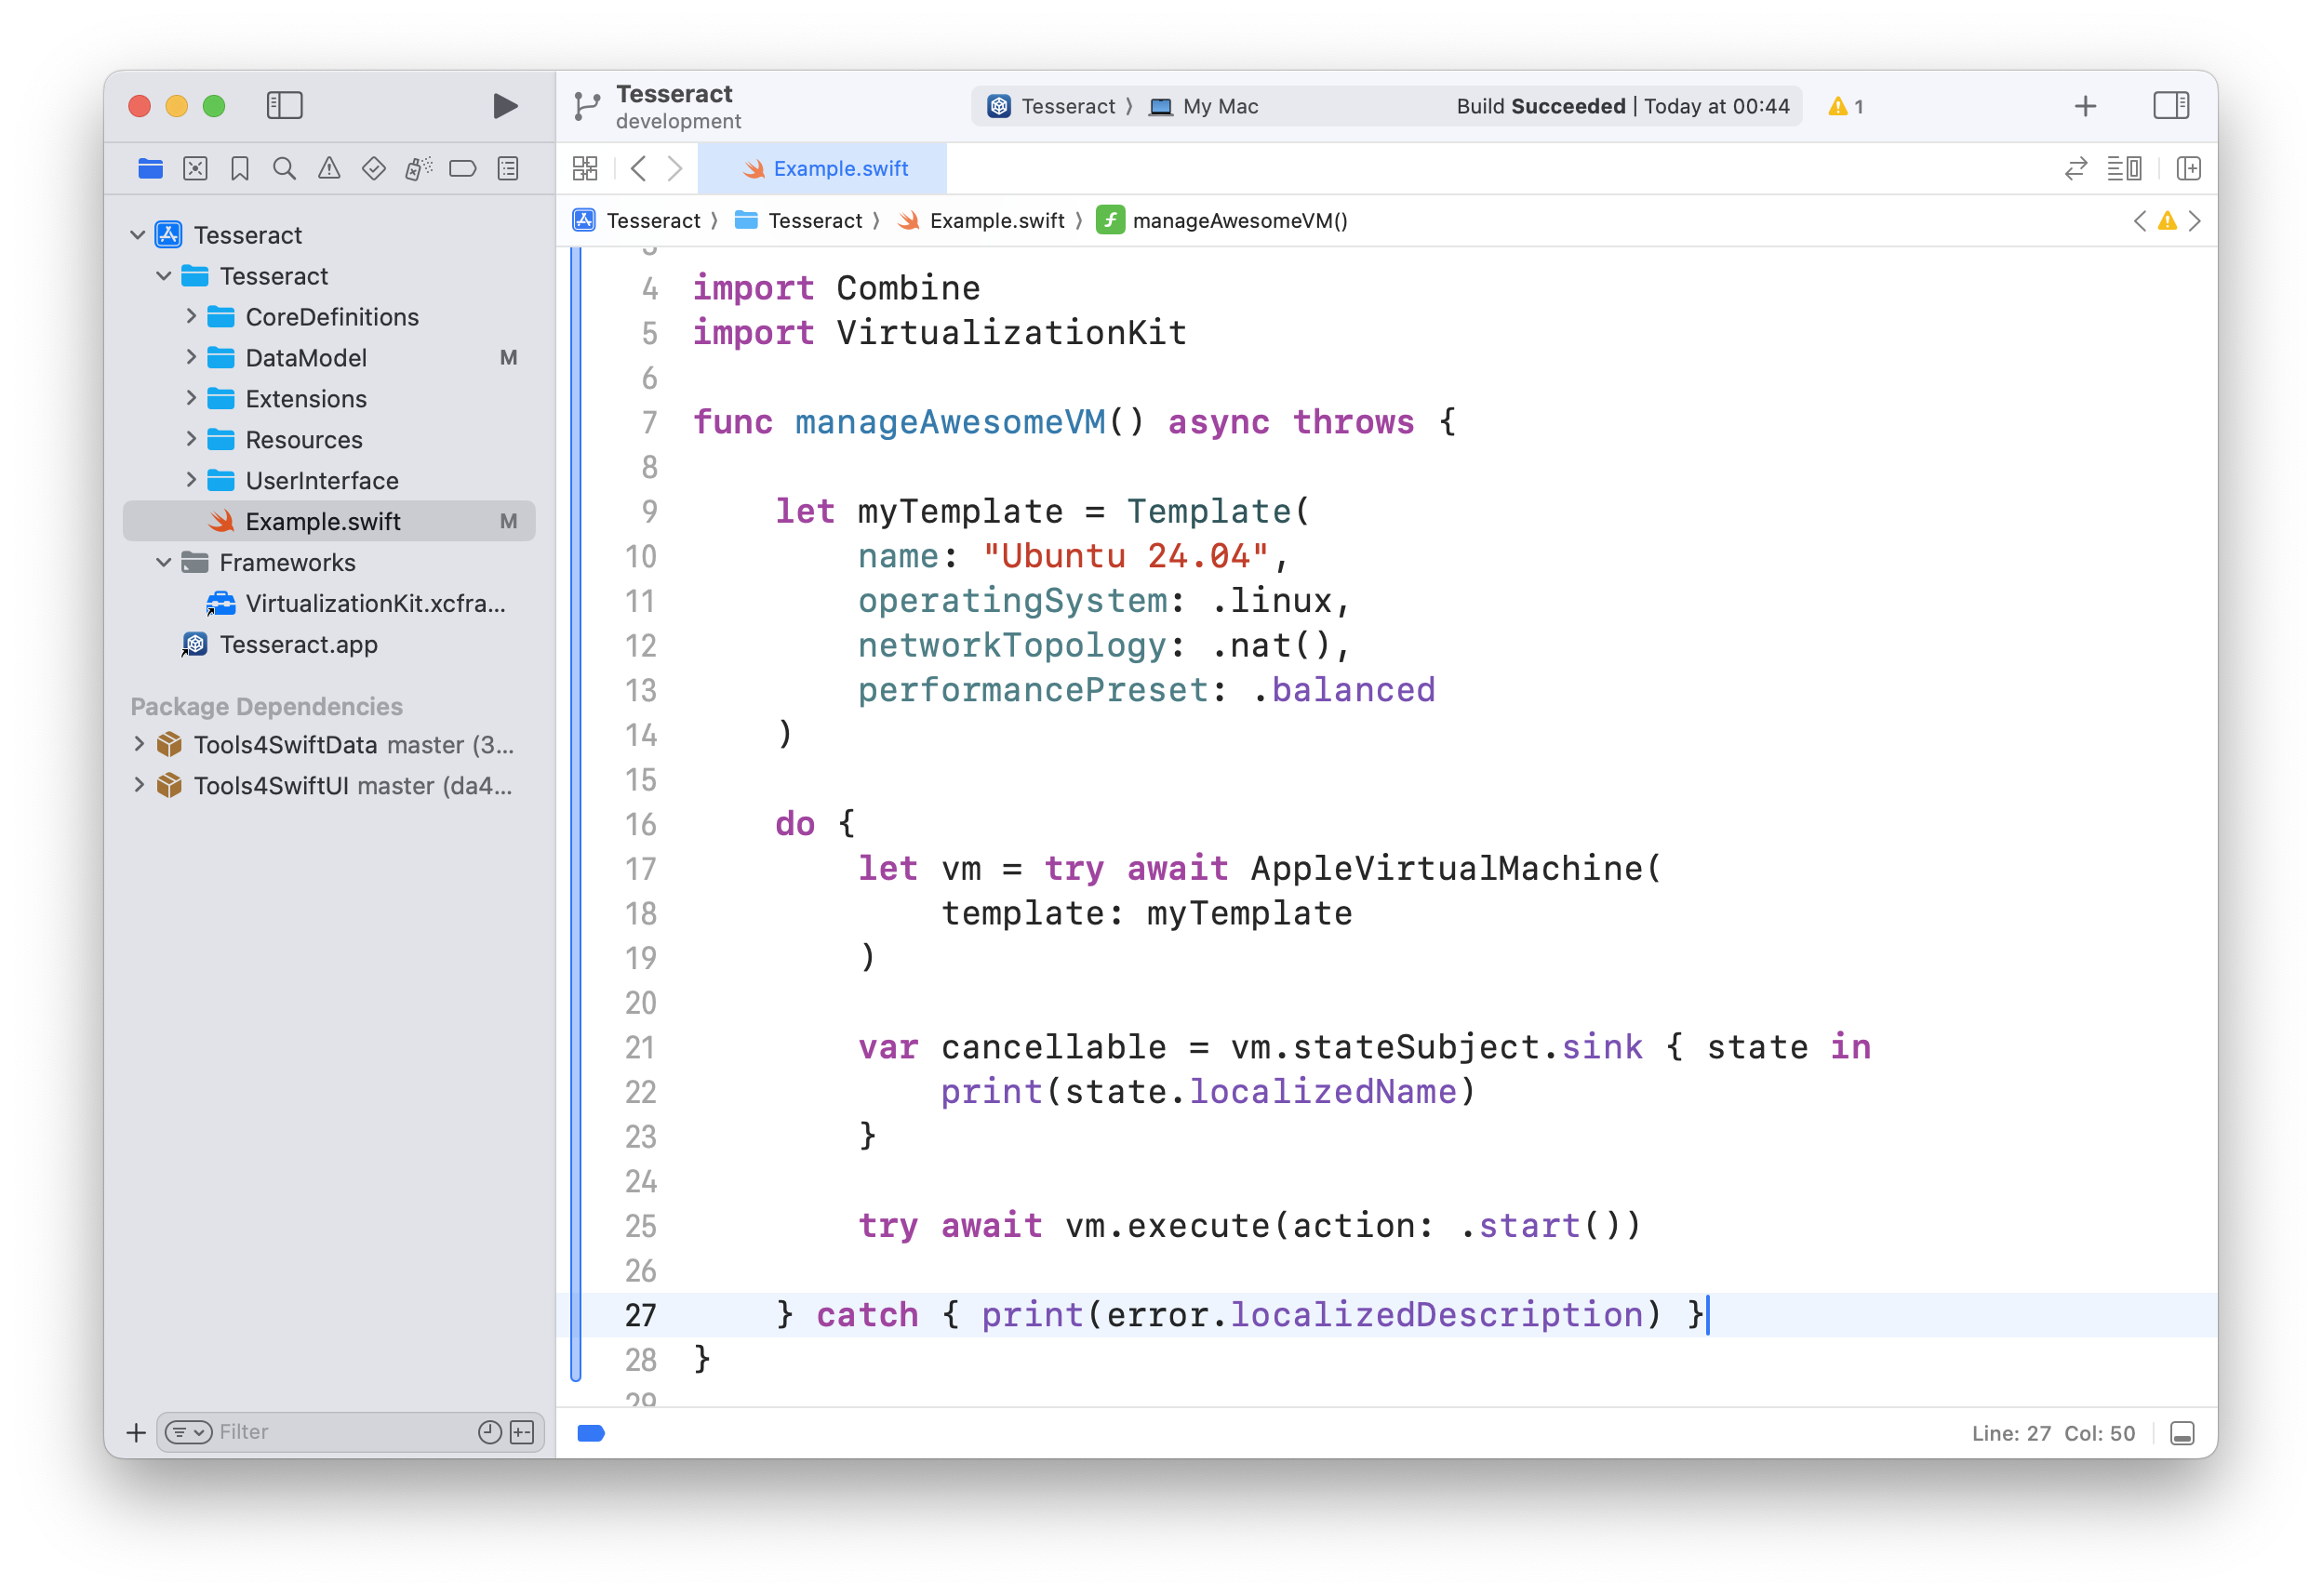 Tesseract
development
Tesseract 〉 My Mac
Build Succeeded | Today at 00:44
1
Example.swift
Tesseract 〉 Tesseract 〉 Example.swift 〉 manageAwesomeVM()
Tesseract
Tesseract
CoreDefinitions
DataModel M
Extensions
Resources
UserInterface
Example.swift M
Frameworks
VirtualizationKit.xcfra...
Tesseract.app
Package Dependencies
Tools4SwiftData master (3...
Tools4SwiftUI master (da4...
Filter
3
4 import Combine
5 import VirtualizationKit
6
7 func manageAwesomeVM() async throws {
8
9     let myTemplate = Template(
10         name: "Ubuntu 24.04",
11         operatingSystem: .linux,
12         networkTopology: .nat(),
13         performancePreset: .balanced
14     )
15
16     do {
17         let vm = try await AppleVirtualMachine(
18             template: myTemplate
19         )
20
21         var cancellable = vm.stateSubject.sink { state in
22             print(state.localizedName)
23         }
24
25         try await vm.execute(action: .start())
26
27     } catch { print(error.localizedDescription) }
28 }
29
Line: 27 Col: 50